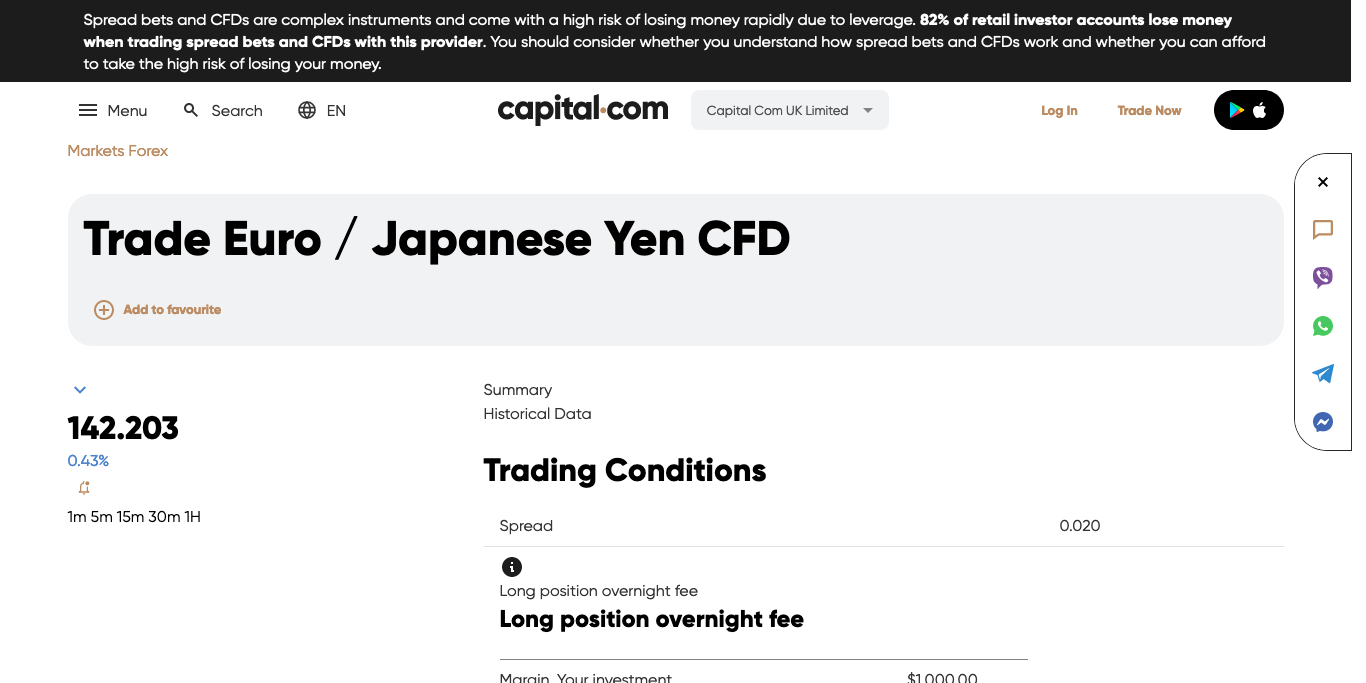 Spread bets and CFDs are complex instruments and come with a high risk of losing money rapidly due to leverage. 82% of retail investor accounts lose money
when trading spread bets and CFDs with this provider. You should consider whether you understand how spread bets and CFDs work and whether you can afford
to take the high risk of losing your money.
Menu Search EN capital.com Capital Com UK Limited Log In Trade Now
Markets Forex
Trade Euro / Japanese Yen CFD
Add to favourite
142.203
0.43%
1m 5m 15m 30m 1H
Summary
Historical Data
Trading Conditions
Spread 0.020
Long position overnight fee
Long position overnight fee
Margin. Your investment $1,000.00